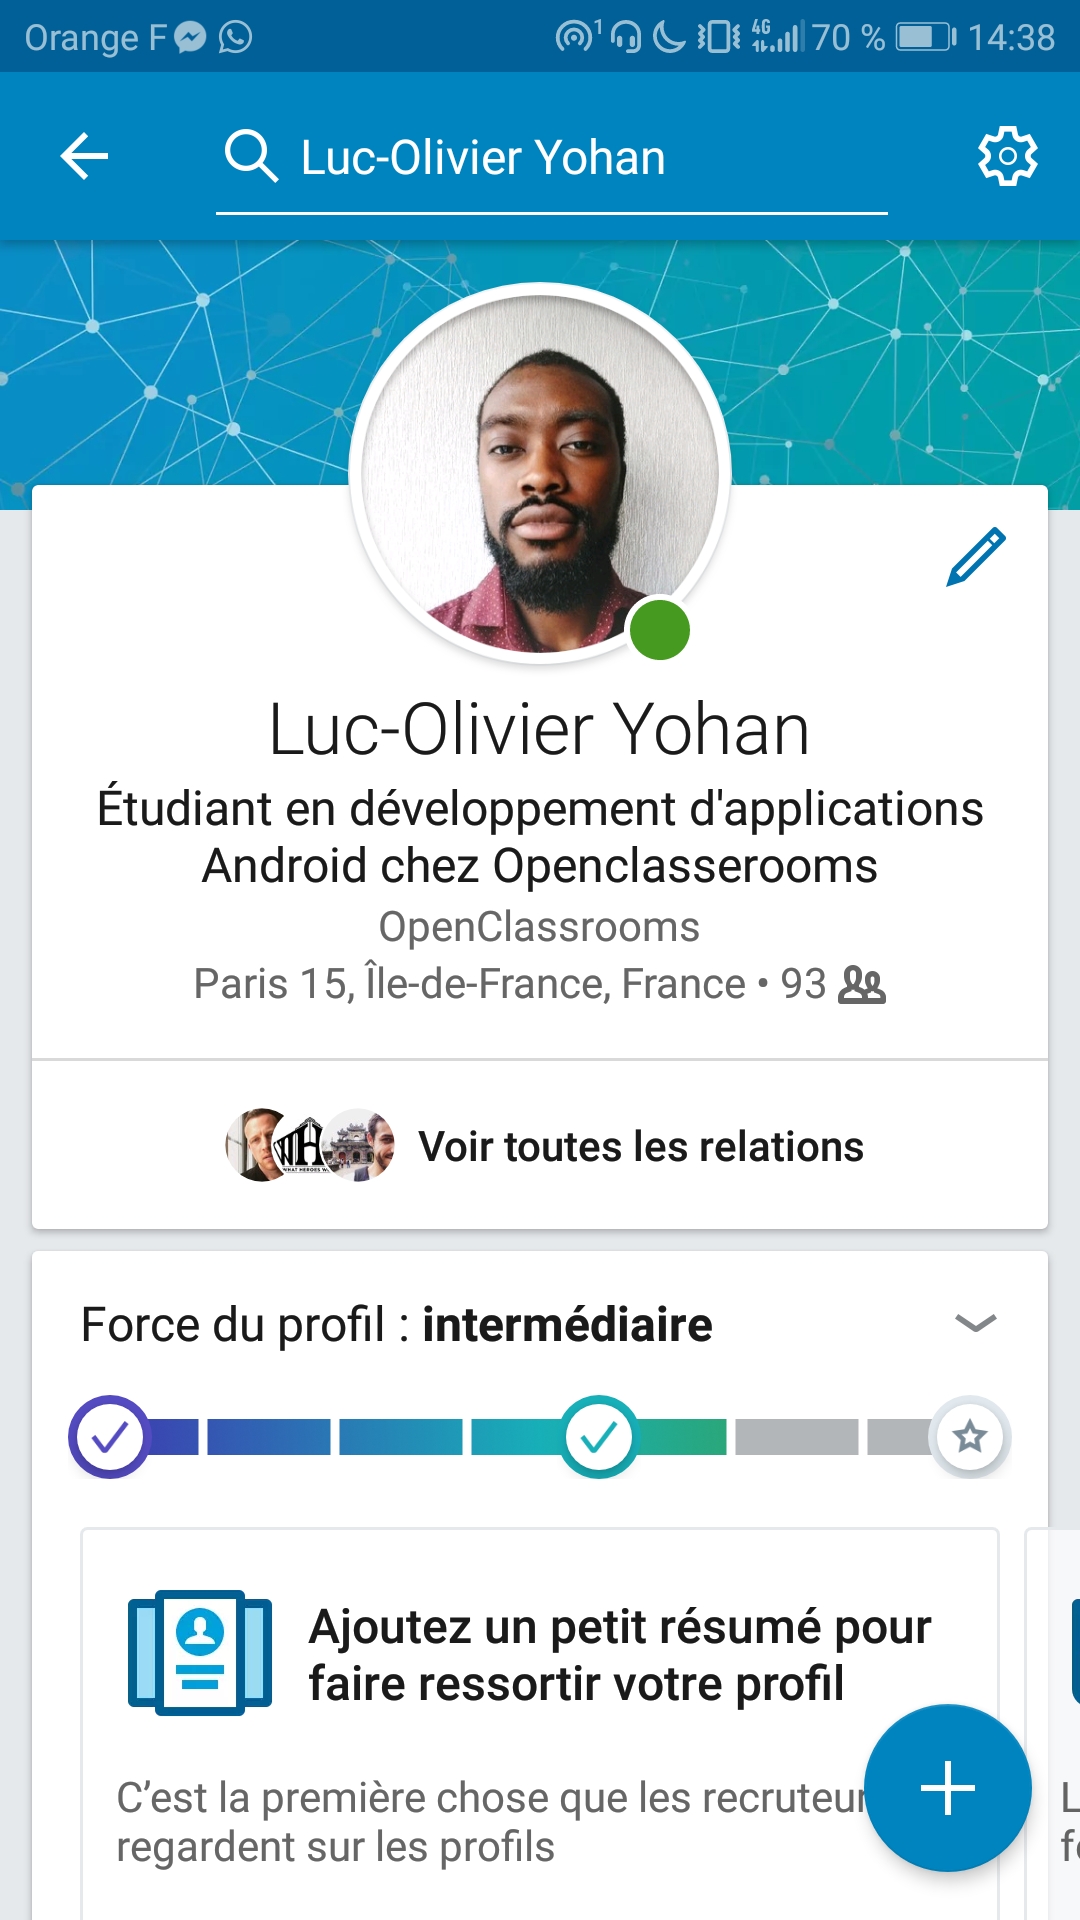 Orange F 1 4G 70 % 14:38
Luc-Olivier Yohan
Luc-Olivier Yohan
Étudiant en développement d'applications
Android chez Openclasserooms
OpenClassrooms
Paris 15, Île-de-France, France • 93
WH
Voir toutes les relations
Force du profil : intermédiaire
Ajoutez un petit résumé pour
faire ressortir votre profil
C’est la première chose que les recruteur
regardent sur les profils